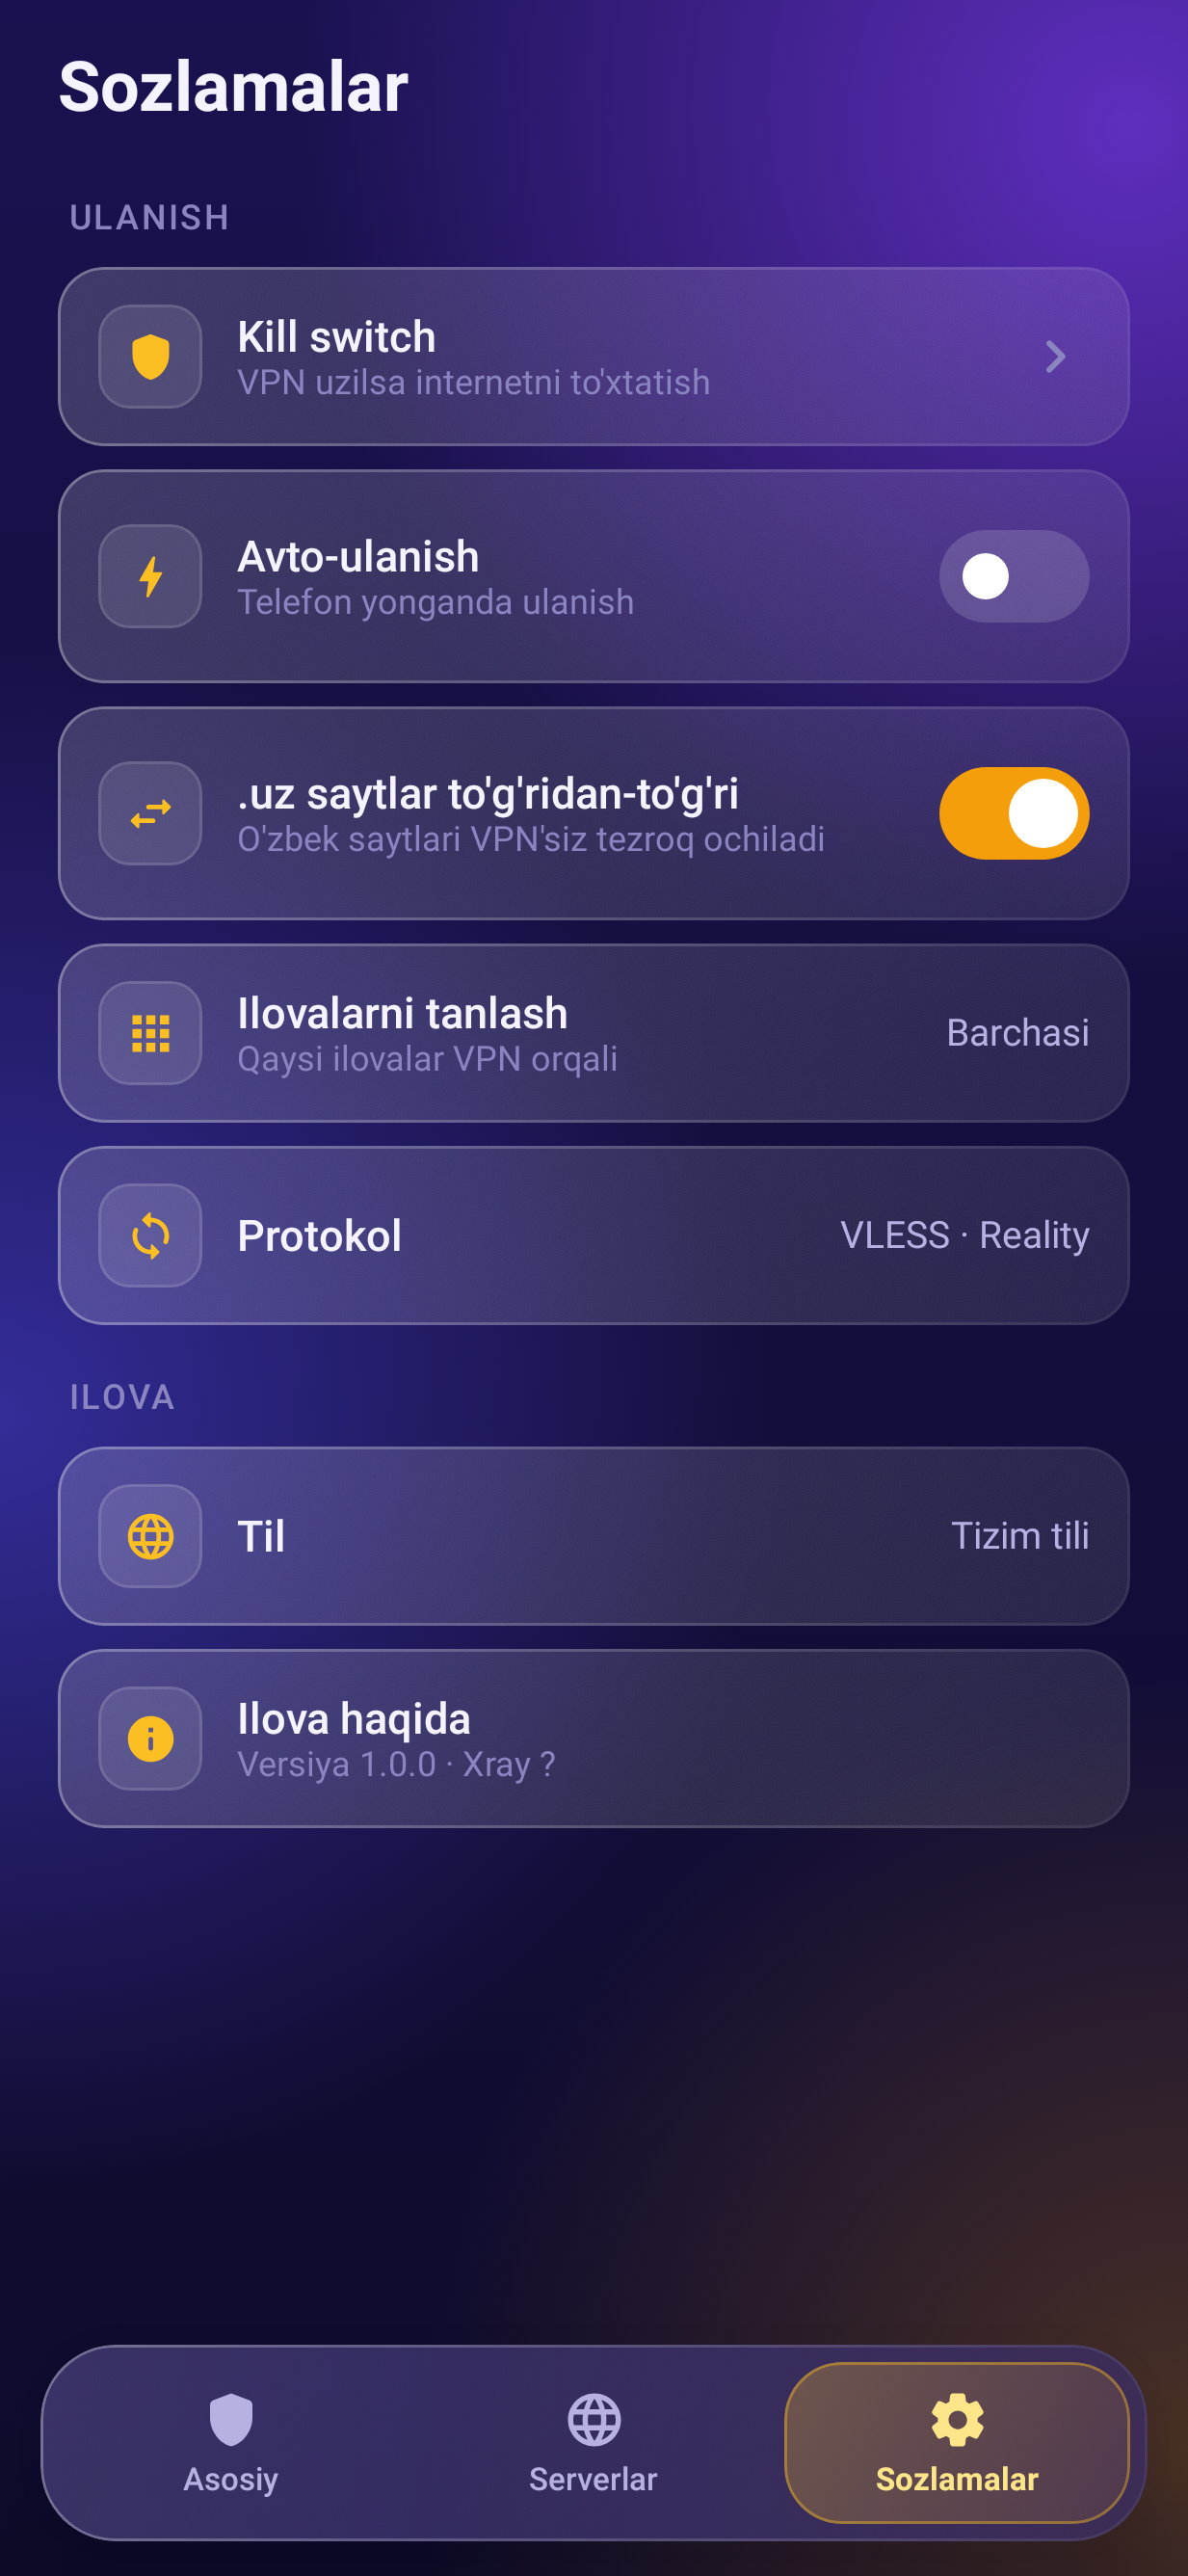 Sozlamalar
ULANISH
Kill switch
VPN uzilsa internetni to'xtatish
Avto-ulanish
Telefon yonganda ulanish
.uz saytlar to'g'ridan-to'g'ri
O'zbek saytlari VPN'siz tezroq ochiladi
Ilovalarni tanlash
Qaysi ilovalar VPN orqali
Barchasi
Protokol
VLESS · Reality
ILOVA
Til
Tizim tili
Ilova haqida
Versiya 1.0.0 · Xray ?
Asosiy
Serverlar
Sozlamalar